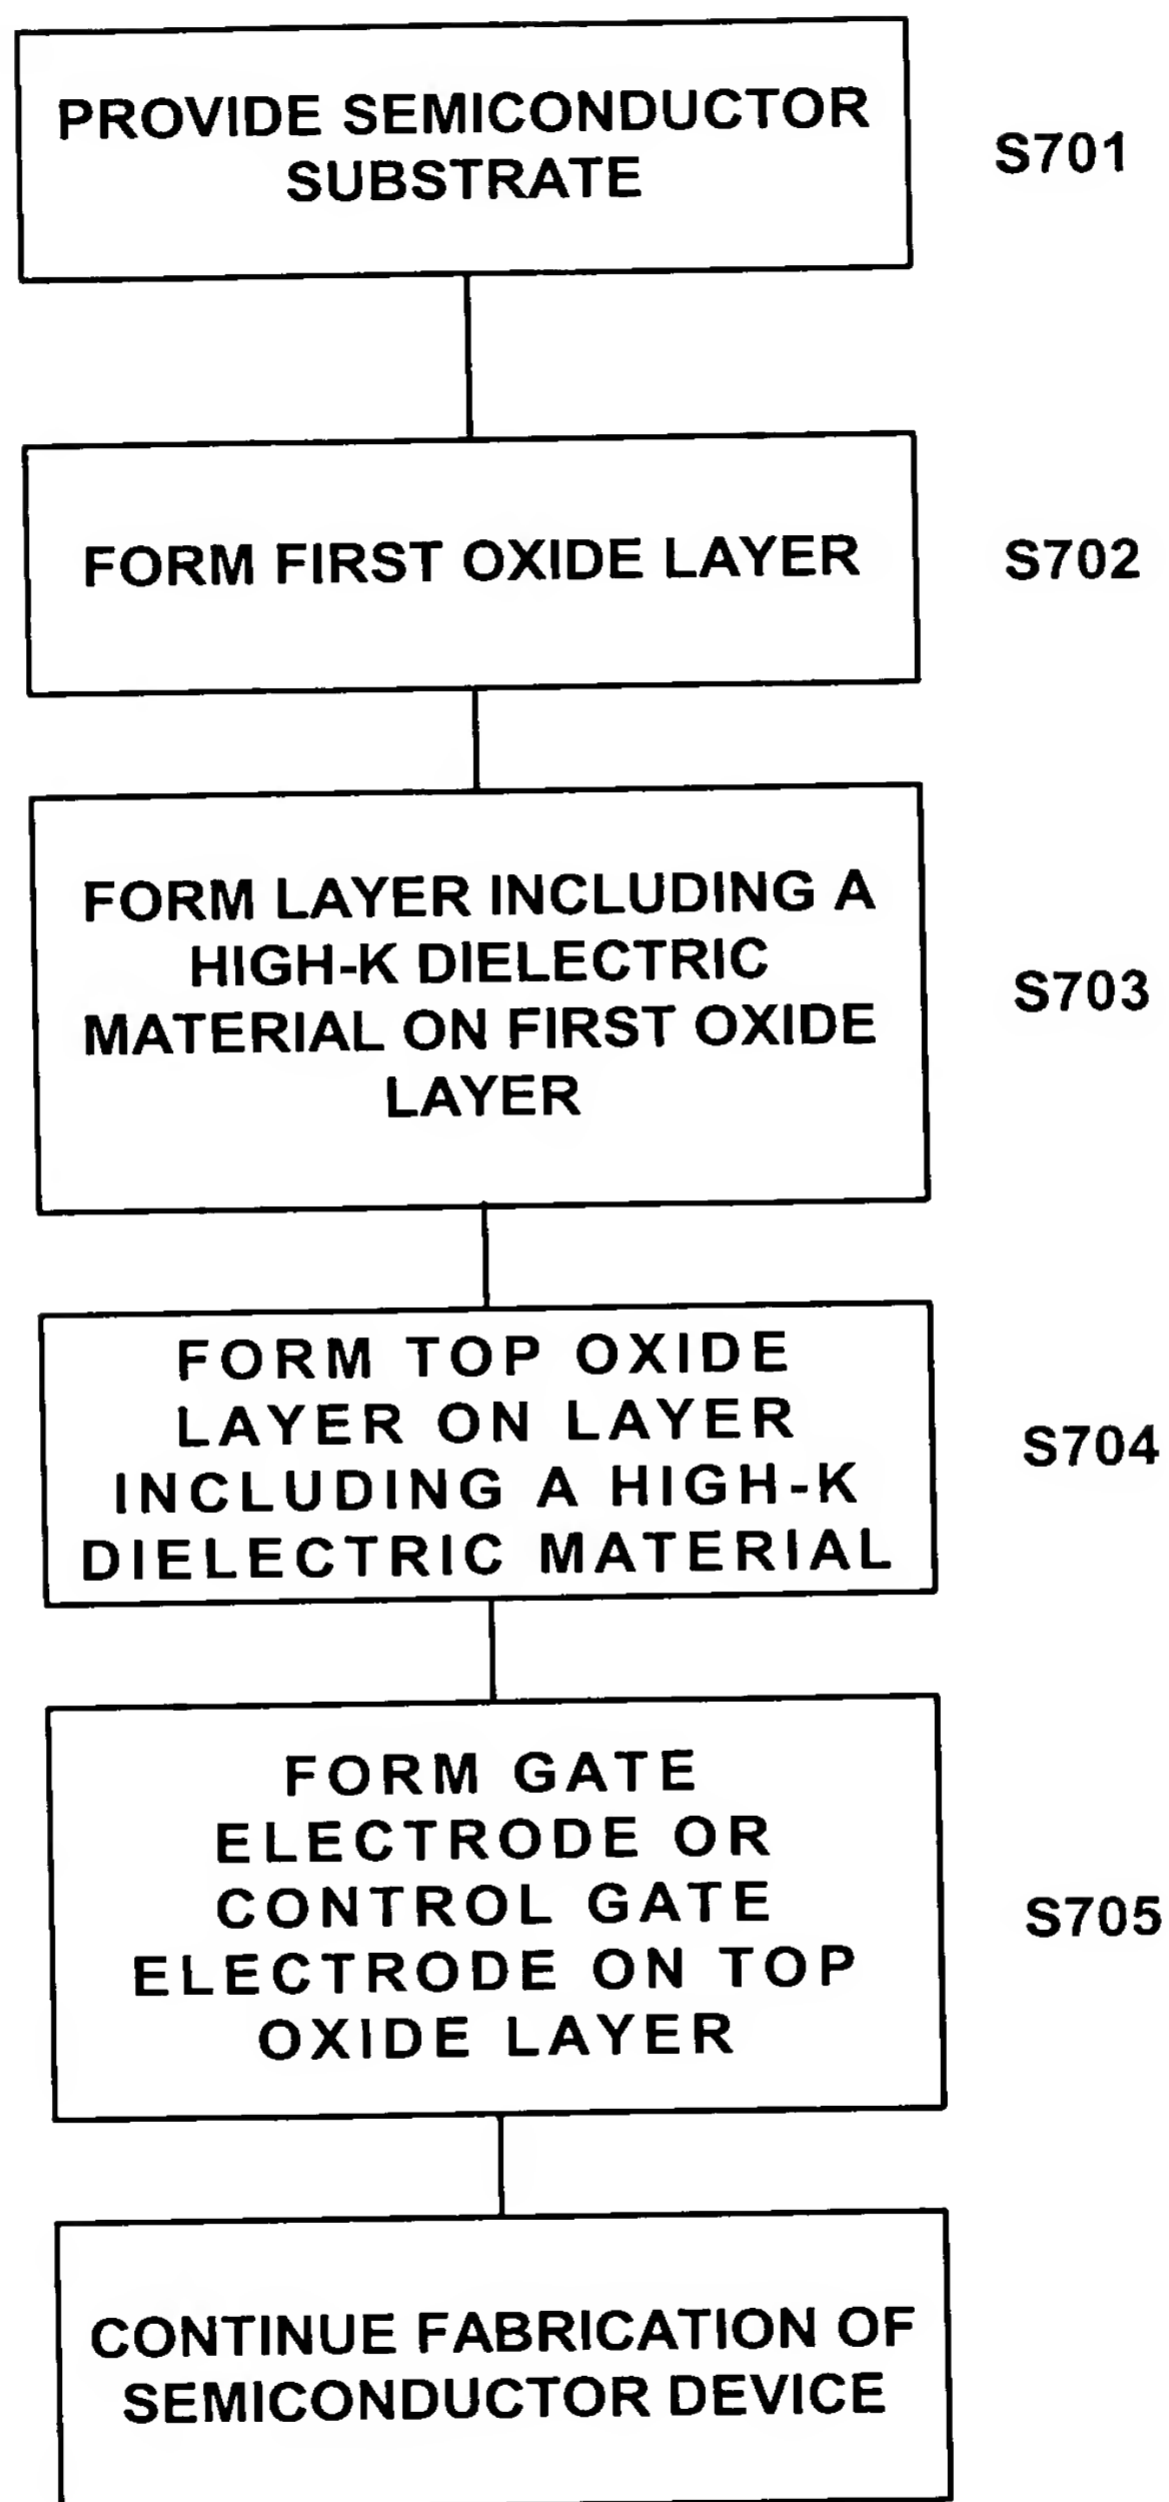 PROVIDE SEMICONDUCTOR
SUBSTRATE
S701
FORM FIRST OXIDE LAYER
S702
FORM LAYER INCLUDING A
HIGH-K DIELECTRIC
MATERIAL ON FIRST OXIDE
LAYER
S703
FORM TOP OXIDE
LAYER ON LAYER
INCLUDING A HIGH-K
DIELECTRIC MATERIAL
S704
FORM GATE
ELECTRODE OR
CONTROL GATE
ELECTRODE ON TOP
OXIDE LAYER
S705
CONTINUE FABRICATION OF
SEMICONDUCTOR DEVICE